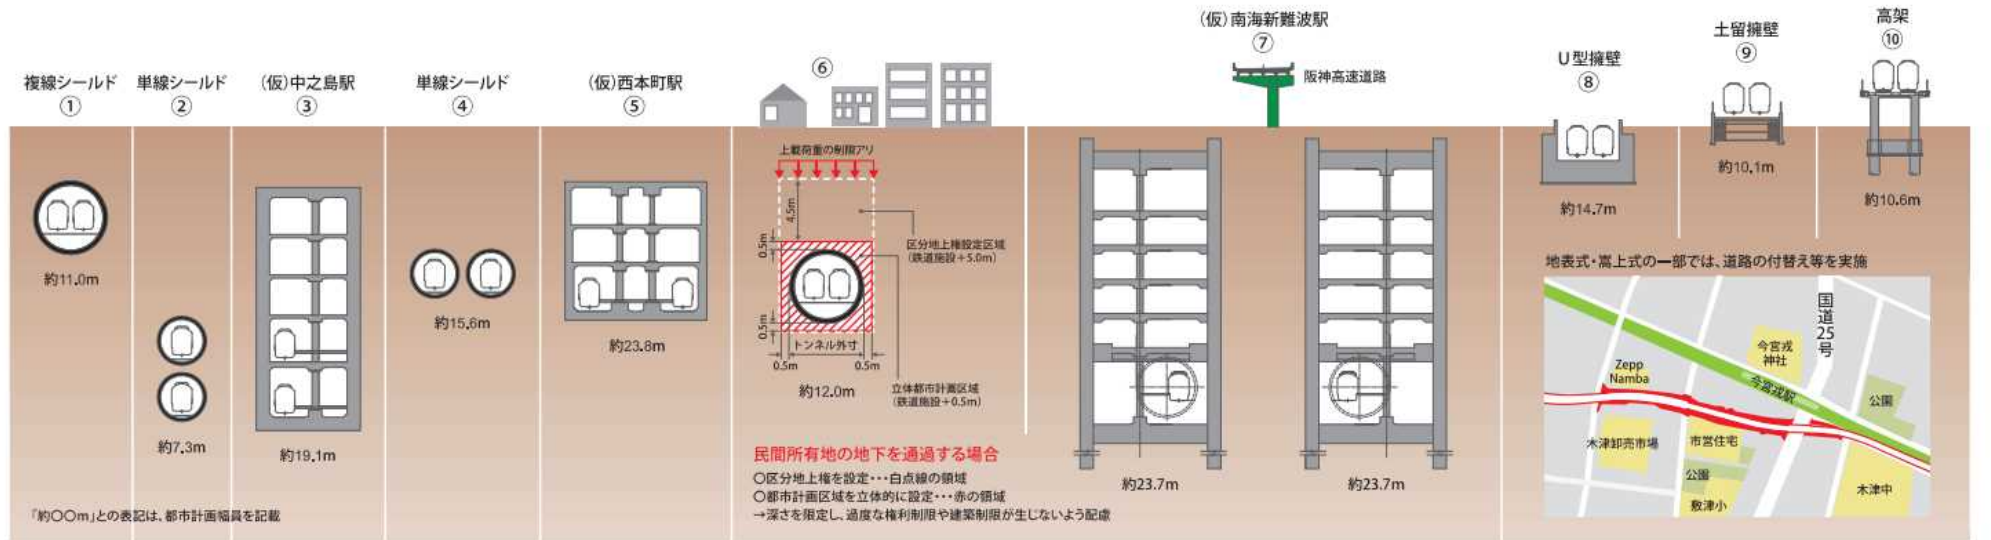 複線シールド
①
約11.0m
単線シールド
②
約7.3m
(仮)中之島駅
③
約19.1m
単線シールド
④
約15.6m
(仮)西本町駅
⑤
約23.8m
⑥
上載荷重の制限アリ
4.5m
0.5m
区分地上権設定区域
(鉄道施設+5.0m)
0.5m
トンネル外寸
0.5m
0.5m
約12.0m
立体都市計画区域
(鉄道施設+0.5m)
民間所有地の地下を通過する場合
○区分地上権を設定･･･白点線の領域
○都市計画区域を立体的に設定･･･赤の領域
→深さを限定し、過度な権利制限や建築制限が生じないよう配慮
(仮)南海新難波駅
⑦
阪神高速道路
約23.7m
約23.7m
U型擁壁
⑧
約14.7m
土留擁壁
⑨
約10.1m
高架
⑩
約10.6m
地表式・嵩上式の一部では、道路の付替え等を実施
国道25号
今宮戎
神社
Zepp
Namba
今宮戎駅
公園
木津卸売市場
市営住宅
公園
敷津小
木津中
「約○○m」との表記は、都市計画幅員を記載